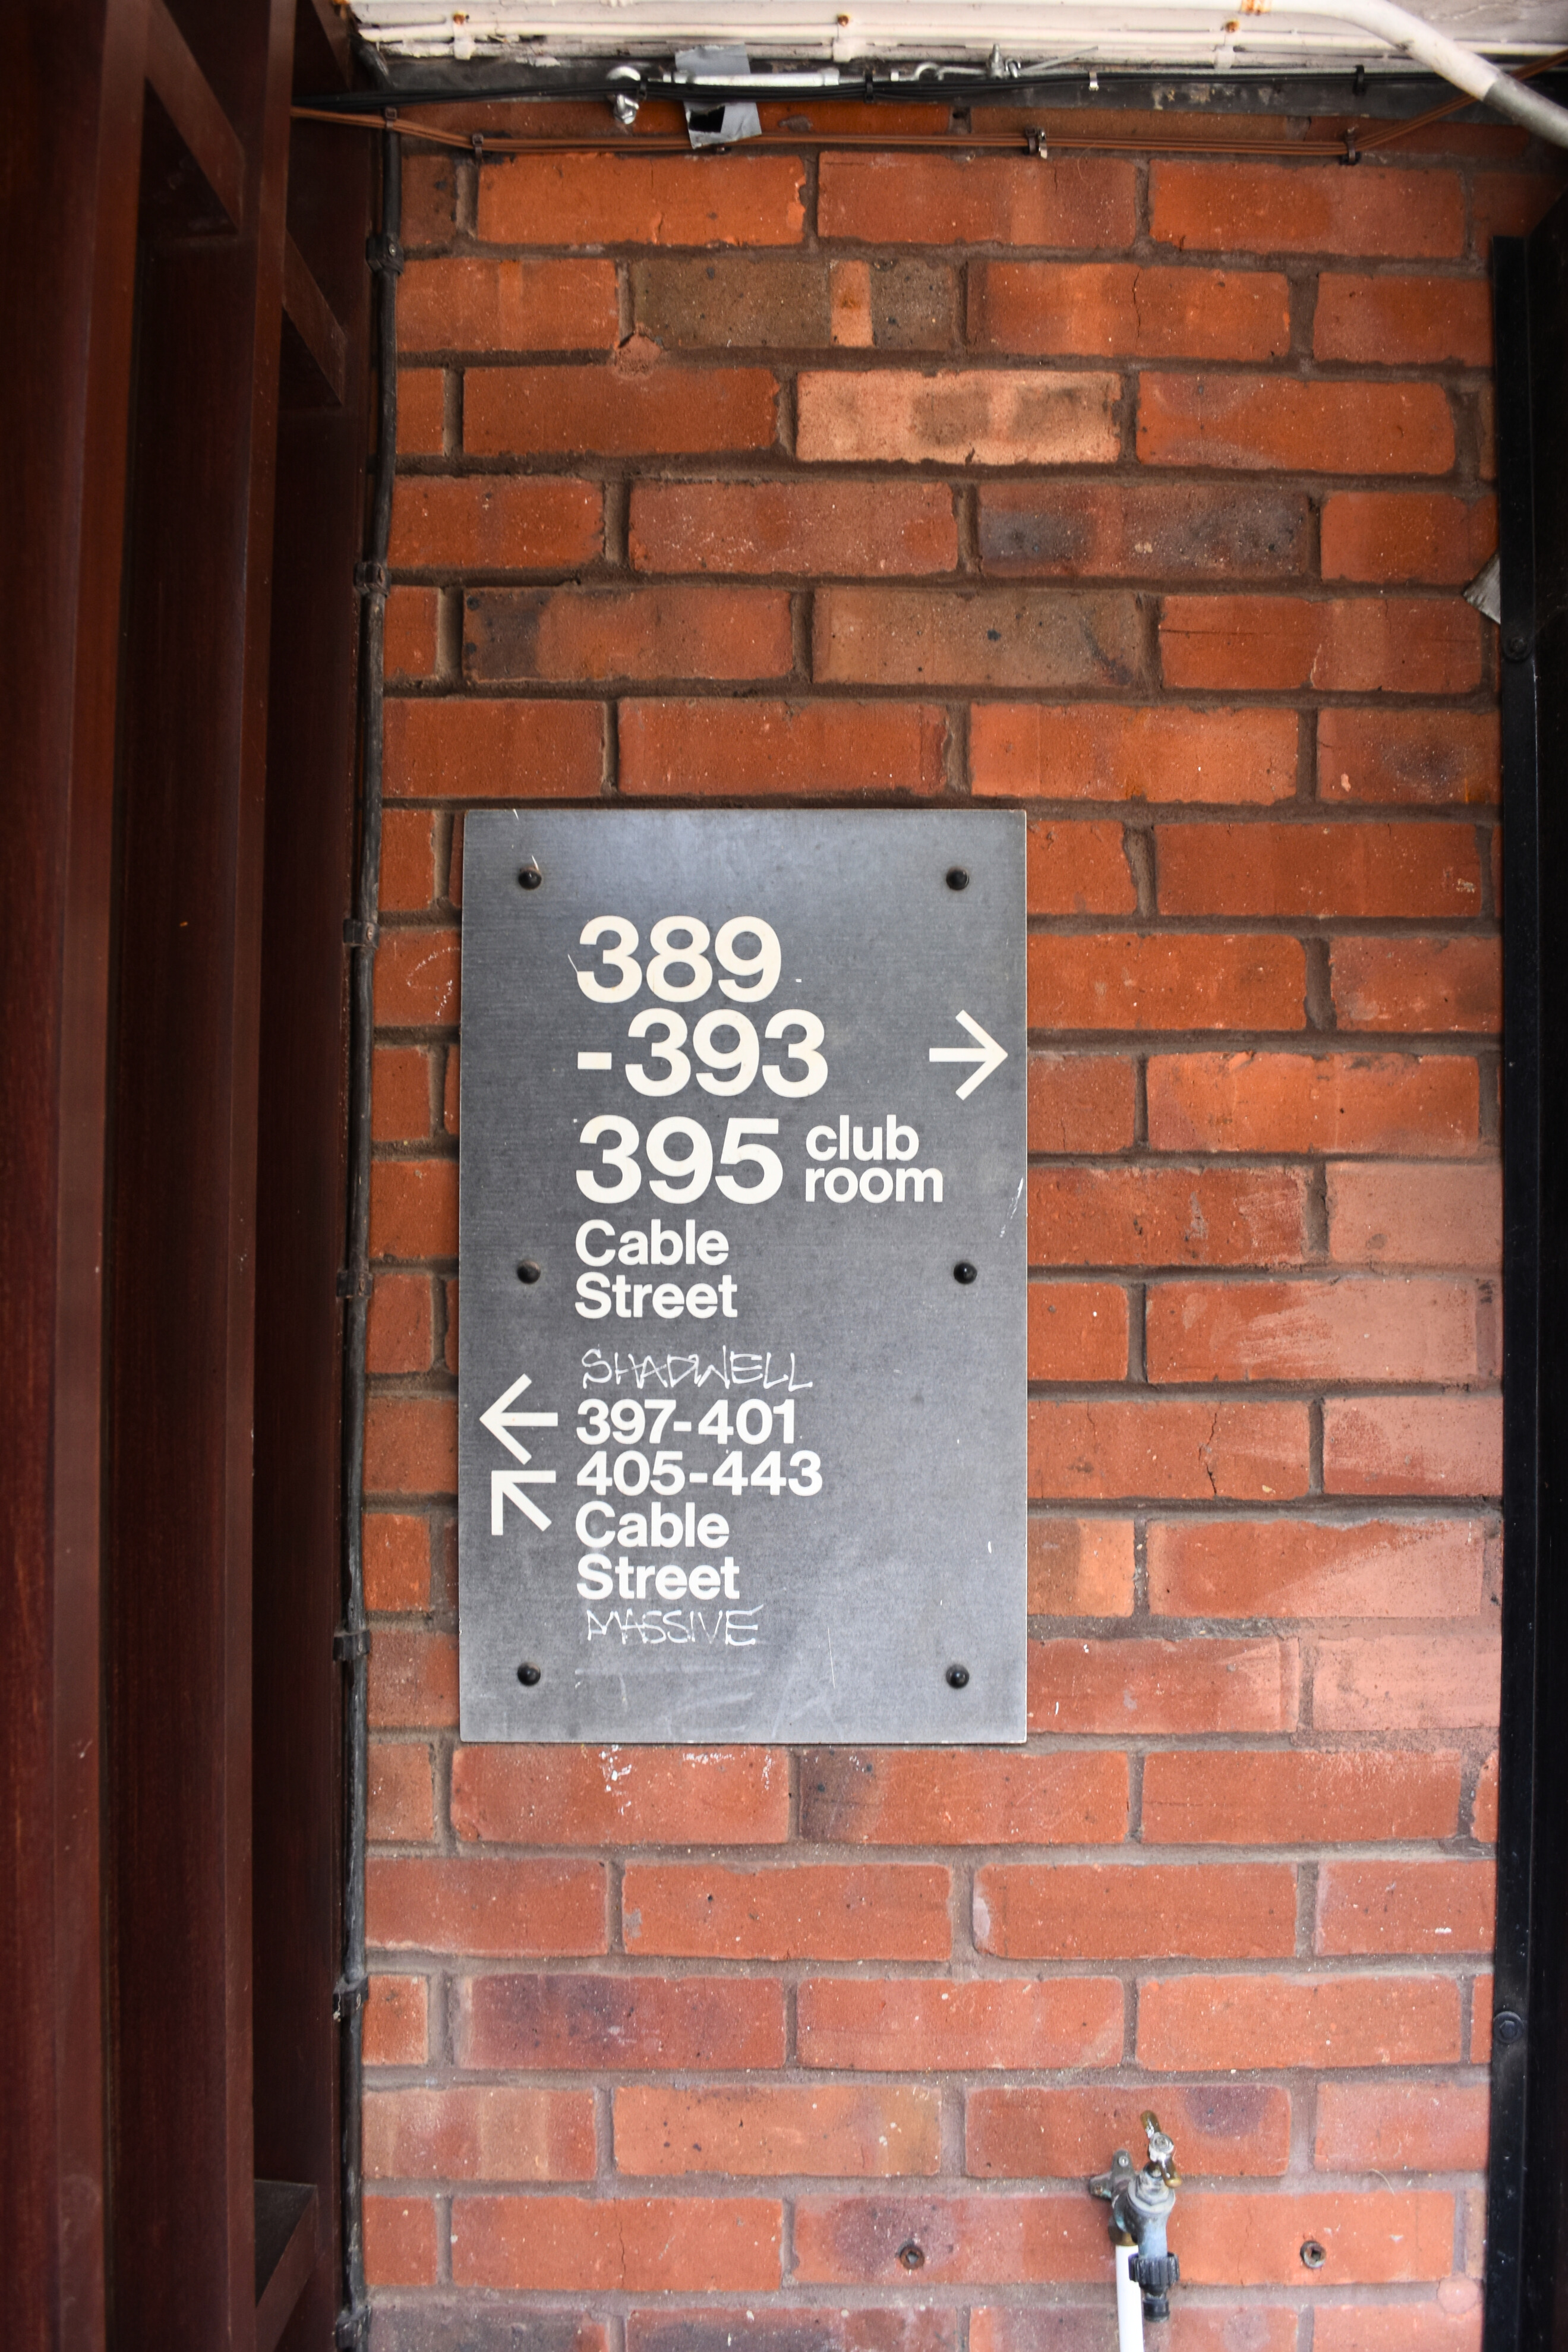 389
-393
395 club room
Cable
Street
SHADWELL
397-401
405-443
Cable
Street
MASSIVE